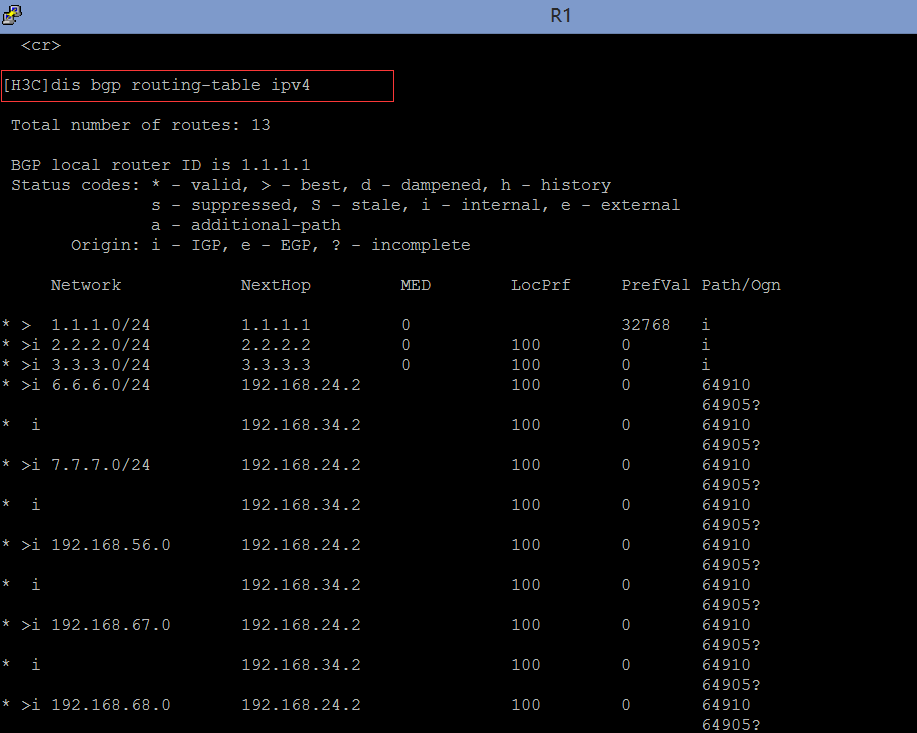 R1
<cr>
[H3C]dis bgp routing-table ipv4
Total number of routes: 13
BGP local router ID is 1.1.1.1
Status codes: * - valid, > - best, d - dampened, h - history
s - suppressed, S - stale, i - internal, e - external
a - additional-path
Origin: i - IGP, e - EGP, ? - incomplete
Network NextHop MED LocPrf PrefVal Path/Ogn
* > 1.1.1.0/24 1.1.1.1 0 32768 i
* >i 2.2.2.0/24 2.2.2.2 0 100 0 i
* >i 3.3.3.0/24 3.3.3.3 0 100 0 i
* >i 6.6.6.0/24 192.168.24.2 100 0 64910
64905?
* i 192.168.34.2 100 0 64910
64905?
* >i 7.7.7.0/24 192.168.24.2 100 0 64910
64905?
* i 192.168.34.2 100 0 64910
64905?
* >i 192.168.56.0 192.168.24.2 100 0 64910
64905?
* i 192.168.34.2 100 0 64910
64905?
* >i 192.168.67.0 192.168.24.2 100 0 64910
64905?
* i 192.168.34.2 100 0 64910
64905?
* >i 192.168.68.0 192.168.24.2 100 0 64910
64905?